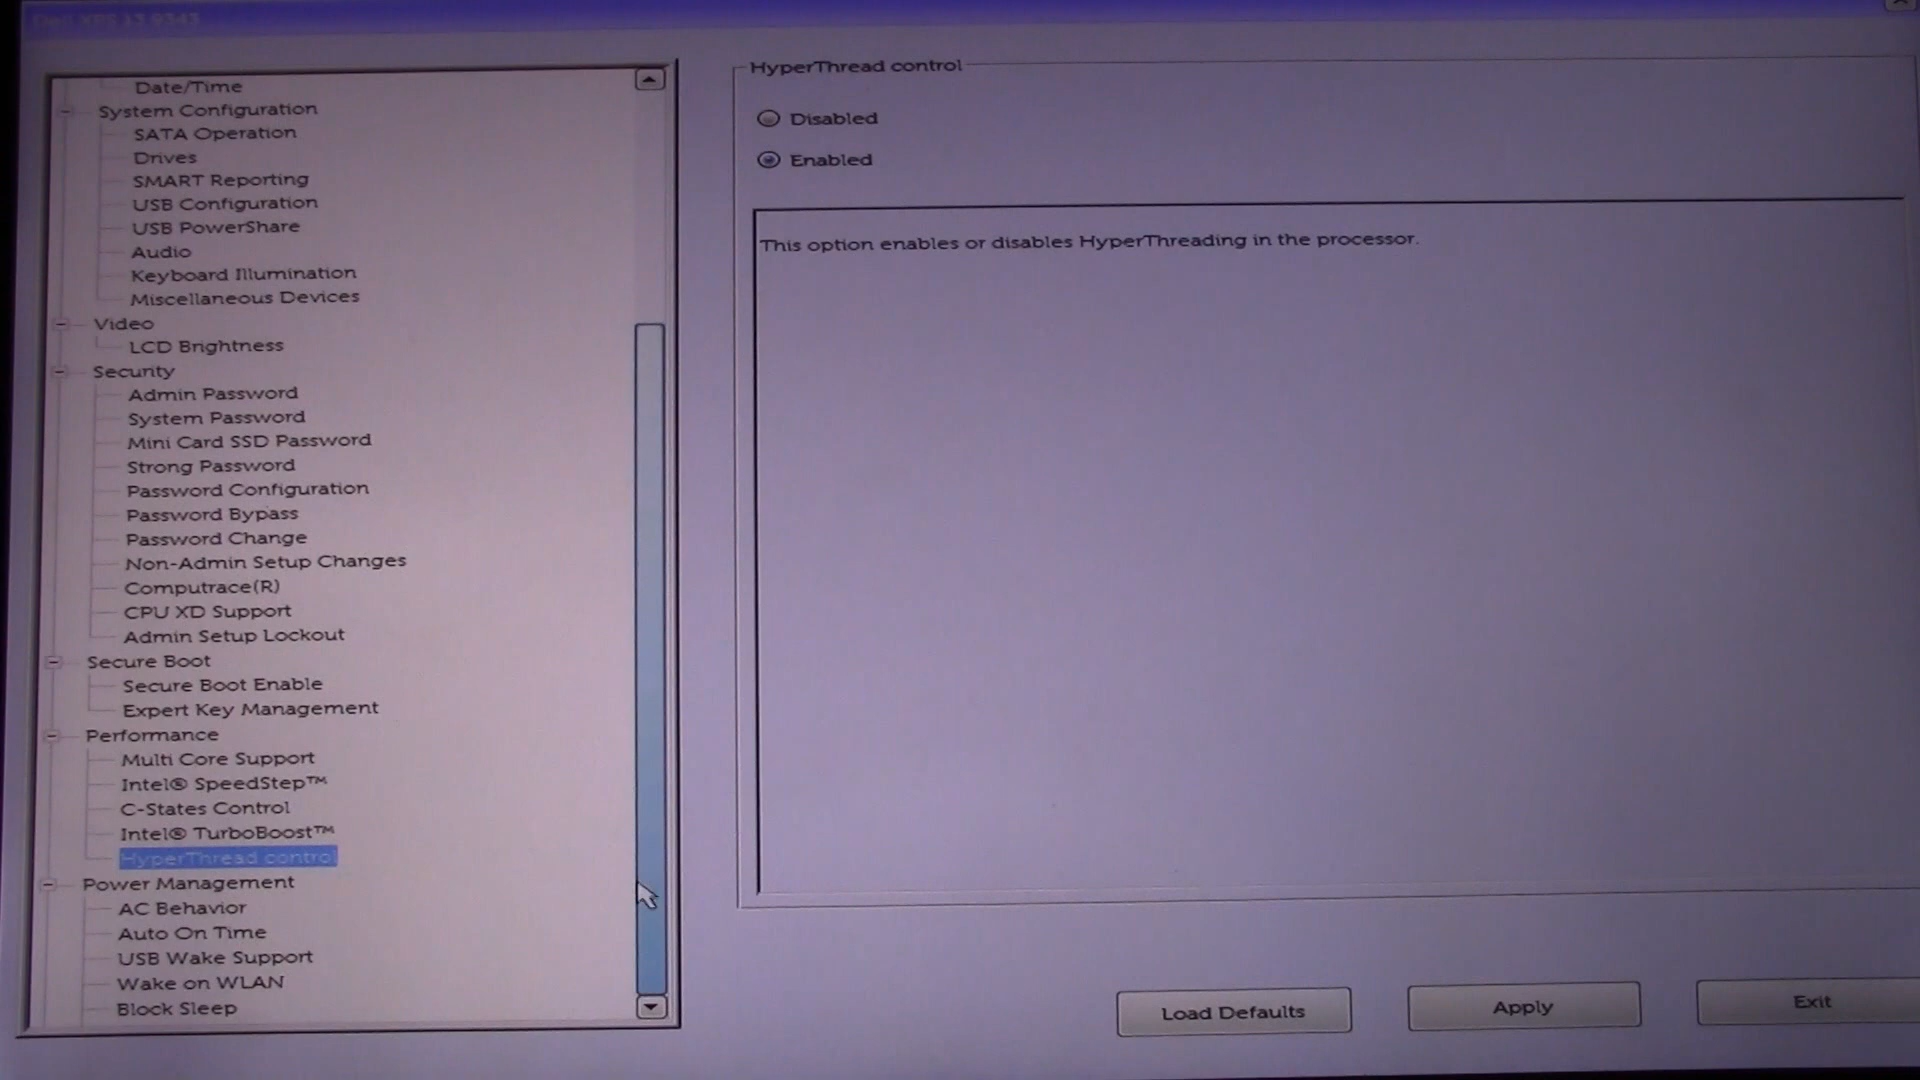 Dell XPS 13 9343
Date/Time
System Configuration
SATA Operation
Drives
SMART Reporting
USB Configuration
USB PowerShare
Audio
Keyboard Illumination
Miscellaneous Devices
Video
LCD Brightness
Security
Admin Password
System Password
Mini Card SSD Password
Strong Password
Password Configuration
Password Bypass
Password Change
Non-Admin Setup Changes
Computrace(R)
CPU XD Support
Admin Setup Lockout
Secure Boot
Secure Boot Enable
Expert Key Management
Performance
Multi Core Support
Intel® SpeedStep™
C-States Control
Intel® TurboBoost™
HyperThread control
Power Management
AC Behavior
Auto On Time
USB Wake Support
Wake on WLAN
Block Sleep
HyperThread control
Disabled
Enabled
This option enables or disables HyperThreading in the processor.
Load Defaults
Apply
Exit